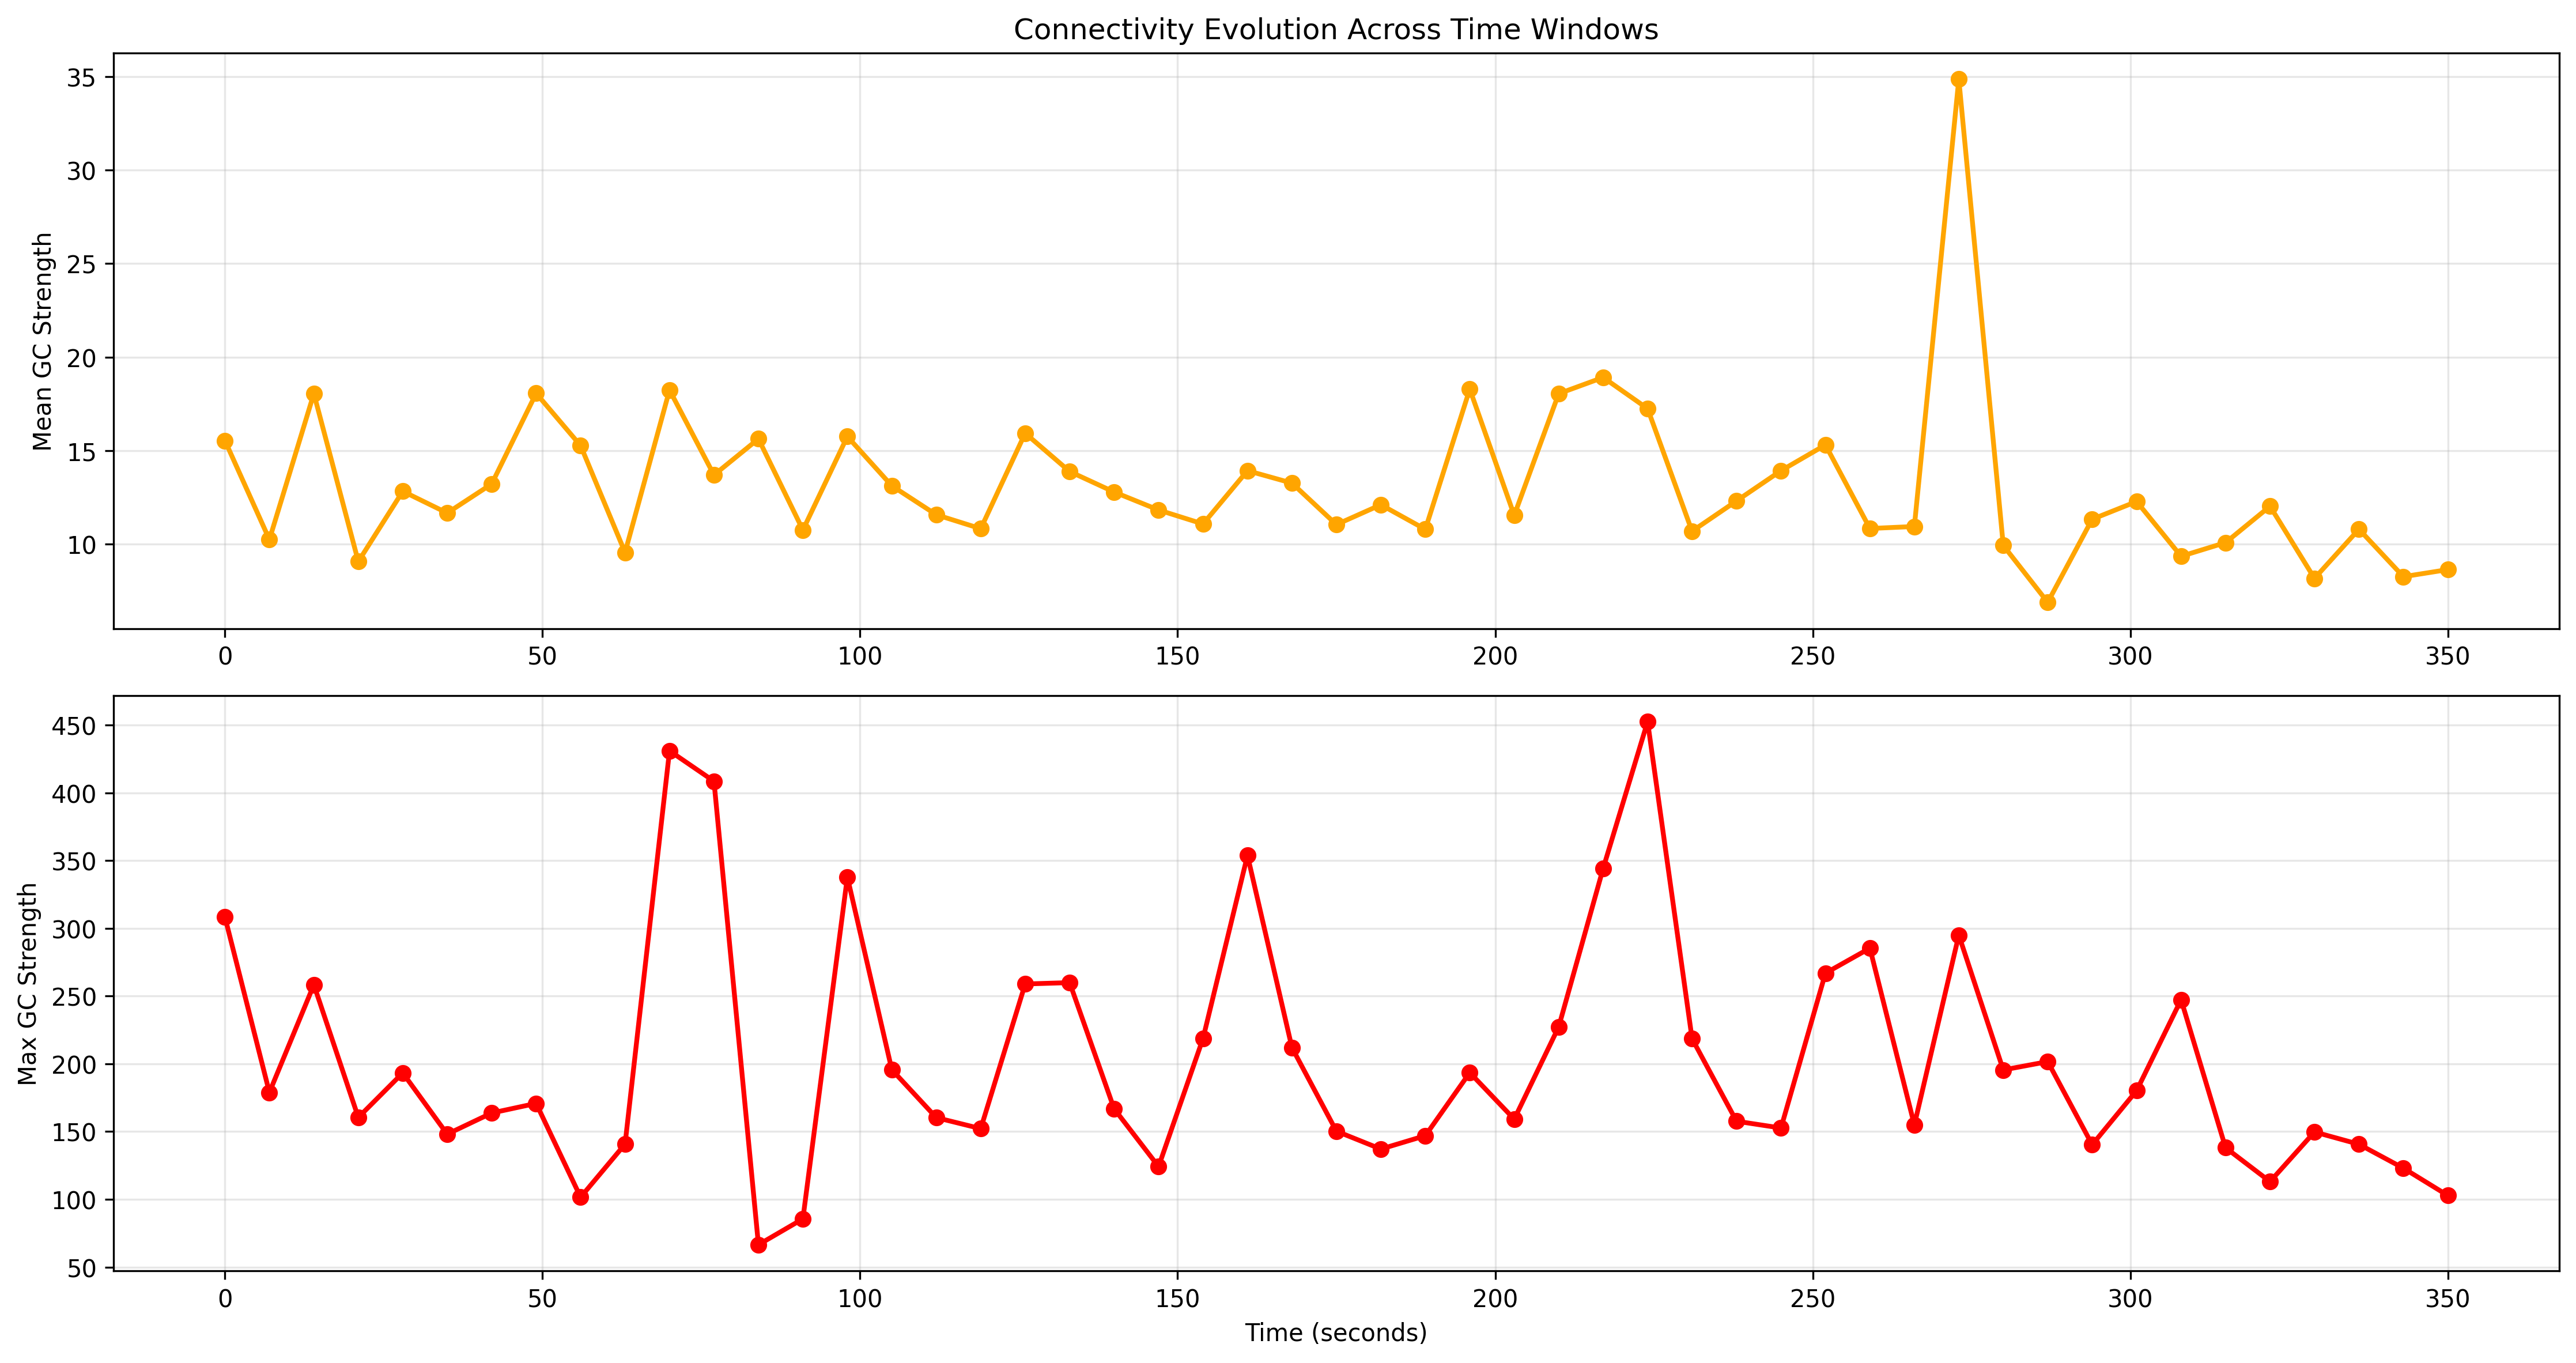 Connectivity Evolution Across Time Windows
Mean GC Strength
35
30
25
20
15
10
0 50 100 150 200 250 300 350
Max GC Strength
450
400
350
300
250
200
150
100
50
0 50 100 150 200 250 300 350
Time (seconds)